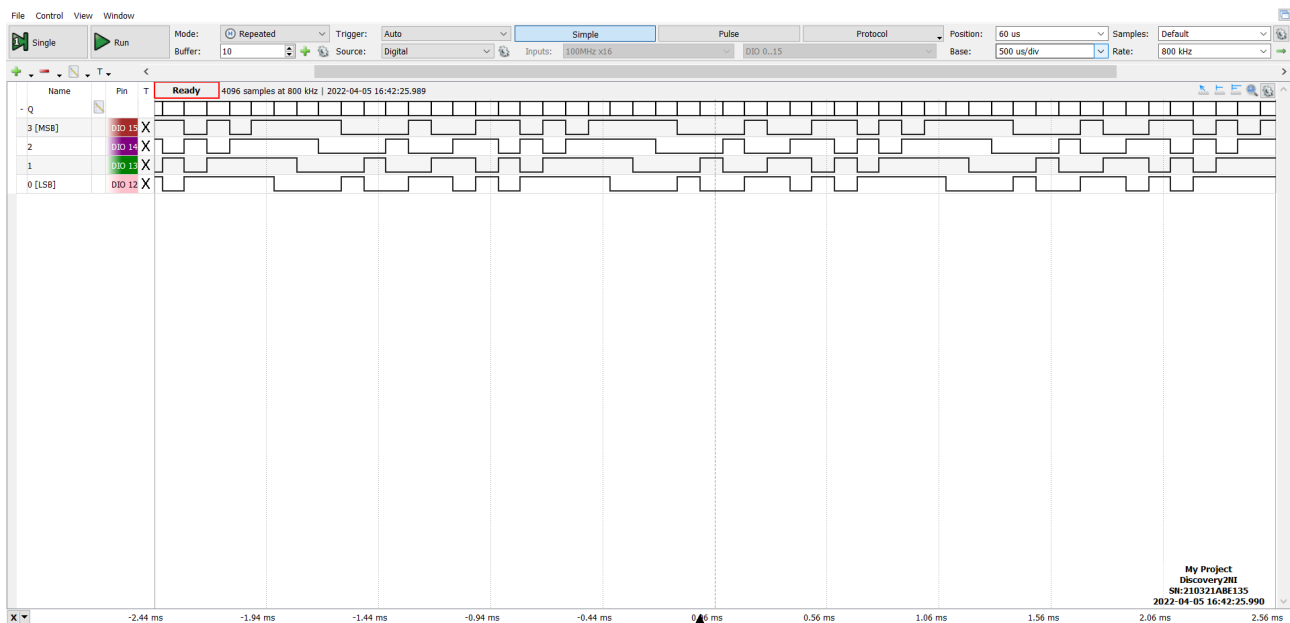 File Control View Window
Single Run Mode: Repeated Trigger: Auto Simple Pulse Protocol Position: 60 us Samples: Default
Buffer: 10 Source: Digital Inputs: 100MHz x16 DIO 0..15 Base: 500 us/div Rate: 800 kHz
T
Name Pin T Ready 4096 samples at 800 kHz | 2022-04-05 16:42:25.989
- Q
3 [MSB] DIO 15 X
2 DIO 14 X
1 DIO 13 X
0 [LSB] DIO 12 X
My Project
Discovery2NI
SN:210321ABE135
2022-04-05 16:42:25.990
X -2.44 ms -1.94 ms -1.44 ms -0.94 ms -0.44 ms ms 0.56 ms 1.06 ms 1.56 ms 2.06 ms 2.56 ms